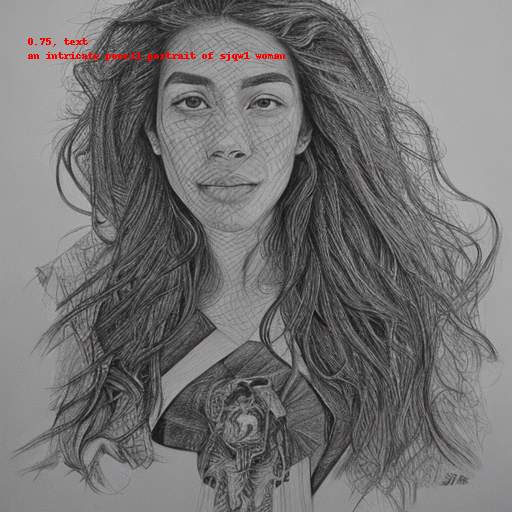 0.75, text
an intricate pencil portrait of sjqwl woman